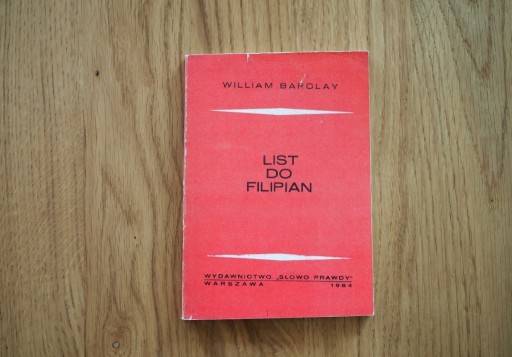 WILLIAM BARCLAY
LIST
DO
FILIPIAN
WYDAWNICTWO „SŁOWO PRAWDY”
WARSZAWA 1984